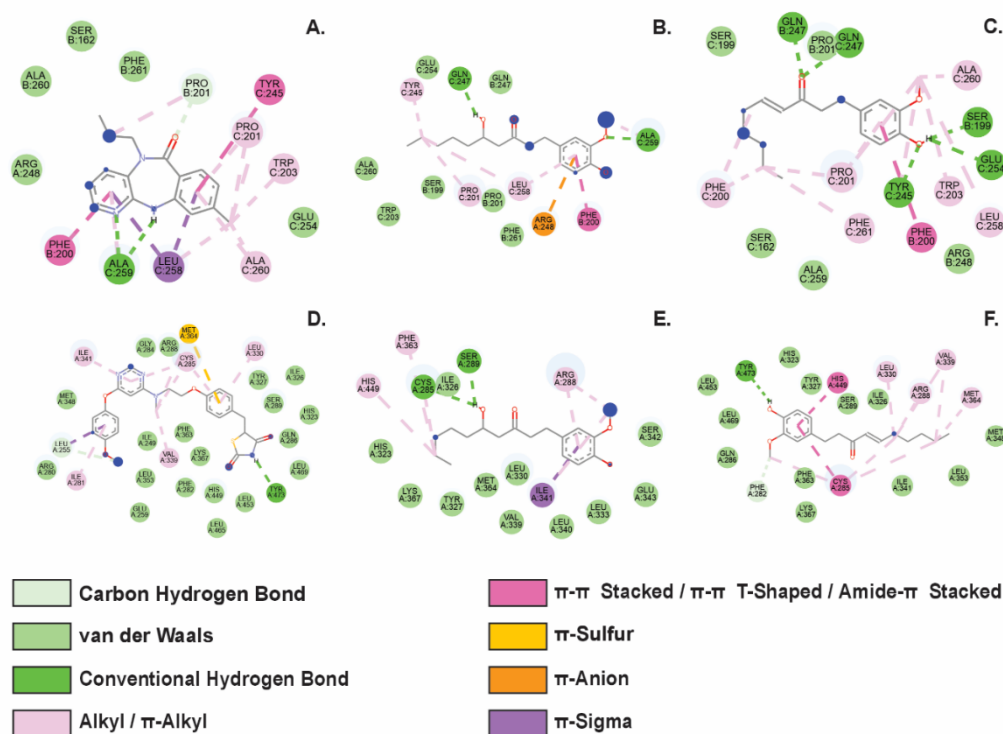 A.
SER B:162
ALA B:260
PHE B:261
PRO B:201
TYR C:245
PRO C:201
TRP C:203
ARG A:248
GLU C:254
PHE B:200
ALA C:259
LEU C:258
ALA C:260
B.
GLU C:254
GLN C:247
GLN B:247
TYR C:245
H
ALA C:259
ALA C:260
SER B:199
PRO C:201
PRO B:201
LEU C:258
TRP C:203
PHE B:261
ARG A:248
PHE B:200
C.
SER C:199
GLN B:247
PRO B:201
GLN C:247
ALA C:260
SER B:199
H
GLU C:254
PHE C:200
PRO C:201
TYR C:245
TRP C:203
LEU C:258
PHE C:261
PHE B:200
ARG B:248
SER C:162
ALA C:259
D.
MET A:364
GLY A:284
ARG A:288
ILE A:341
CYS A:285
LEU A:330
ILE A:326
TYR A:327
MET A:348
SER A:289
HIS A:323
LEU A:255
ILE A:249
PHE A:363
GLN A:286
ARG A:280
ILE A:281
VAL A:339
LYS A:367
LEU A:469
LEU A:353
PHE A:282
HIS A:449
LEU A:453
TYR A:473
GLU A:259
LEU A:465
E.
PHE A:363
SER A:289
HIS A:449
CYS A:285
ILE A:326
ARG A:288
H
HIS A:323
SER A:342
LYS A:367
TYR A:327
MET A:364
LEU A:330
ILE A:341
VAL A:339
LEU A:340
LEU A:333
GLU A:343
F.
TYR A:473
HIS A:323
TYR A:327
HIS A:449
LEU A:330
VAL A:339
LEU A:453
SER A:289
ILE A:326
ARG A:288
MET A:364
LEU A:469
GLN A:286
PHE A:282
PHE A:363
CYS A:285
ILE A:341
LEU A:353
LYS A:367
Carbon Hydrogen Bond
van der Waals
Conventional Hydrogen Bond
Alkyl / π-Alkyl
π-π Stacked / π-π T-Shaped / Amide-π Stacked
π-Sulfur
π-Anion
π-Sigma